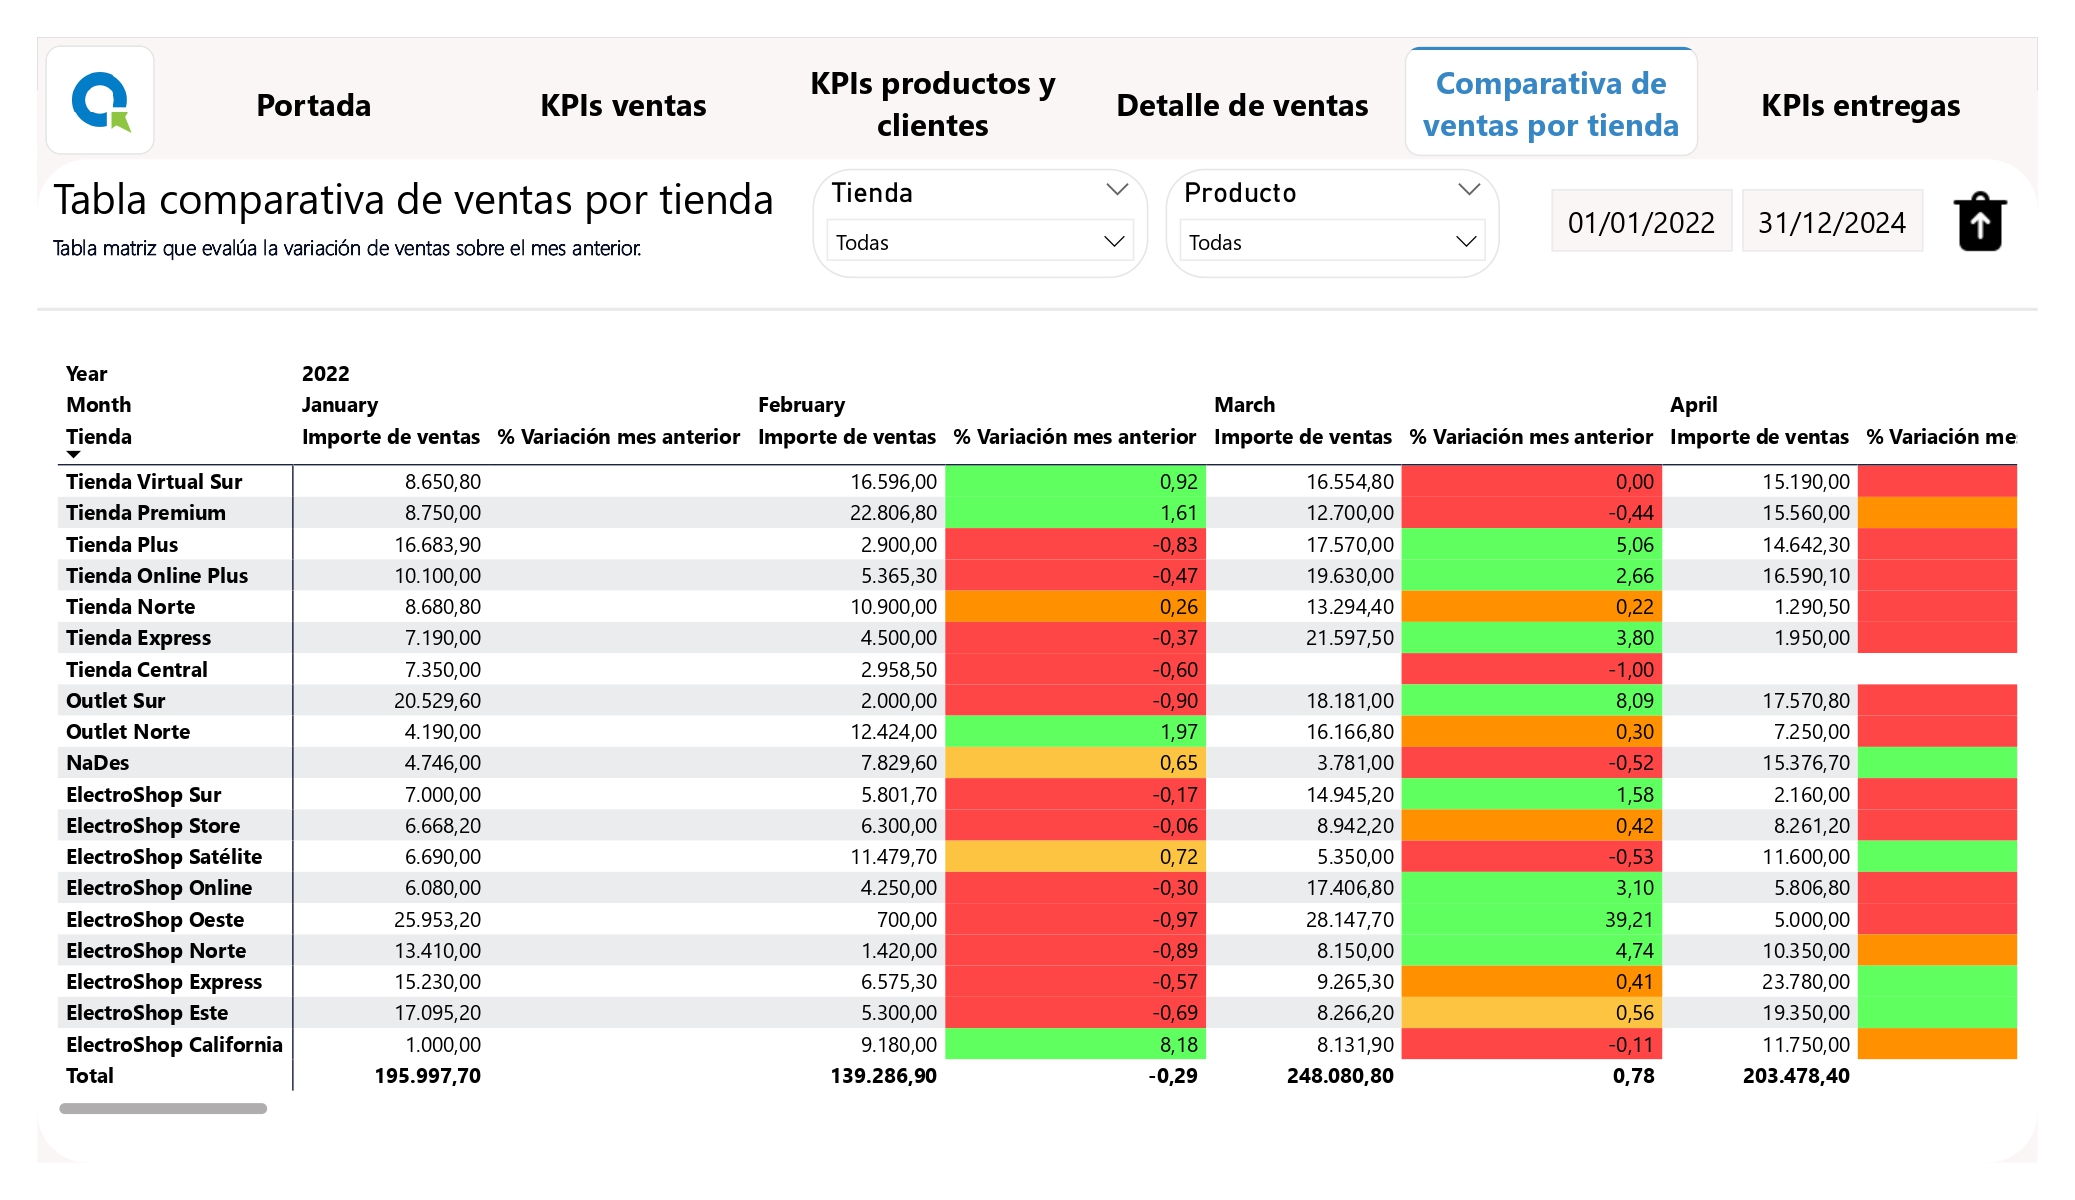 Portada
KPIs ventas
KPIs productos y
clientes
Detalle de ventas
Comparativa de
ventas por tienda
KPIs entregas
Tabla comparativa de ventas por tienda
Tabla matriz que evalúa la variación de ventas sobre el mes anterior.
Tienda
Todas
Producto
Todas
01/01/2022 31/12/2024
Year 2022
Month January February March April
Tienda Importe de ventas % Variación mes anterior Importe de ventas % Variación mes anterior Importe de ventas % Variación mes anterior Importe de ventas % Variación me
Tienda Virtual Sur 8.650,80 16.596,00 0,92 16.554,80 0,00 15.190,00
Tienda Premium 8.750,00 22.806,80 1,61 12.700,00 -0,44 15.560,00
Tienda Plus 16.683,90 2.900,00 -0,83 17.570,00 5,06 14.642,30
Tienda Online Plus 10.100,00 5.365,30 -0,47 19.630,00 2,66 16.590,10
Tienda Norte 8.680,80 10.900,00 0,26 13.294,40 0,22 1.290,50
Tienda Express 7.190,00 4.500,00 -0,37 21.597,50 3,80 1.950,00
Tienda Central 7.350,00 2.958,50 -0,60 -1,00
Outlet Sur 20.529,60 2.000,00 -0,90 18.181,00 8,09 17.570,80
Outlet Norte 4.190,00 12.424,00 1,97 16.166,80 0,30 7.250,00
NaDes 4.746,00 7.829,60 0,65 3.781,00 -0,52 15.376,70
ElectroShop Sur 7.000,00 5.801,70 -0,17 14.945,20 1,58 2.160,00
ElectroShop Store 6.668,20 6.300,00 -0,06 8.942,20 0,42 8.261,20
ElectroShop Satélite 6.690,00 11.479,70 0,72 5.350,00 -0,53 11.600,00
ElectroShop Online 6.080,00 4.250,00 -0,30 17.406,80 3,10 5.806,80
ElectroShop Oeste 25.953,20 700,00 -0,97 28.147,70 39,21 5.000,00
ElectroShop Norte 13.410,00 1.420,00 -0,89 8.150,00 4,74 10.350,00
ElectroShop Express 15.230,00 6.575,30 -0,57 9.265,30 0,41 23.780,00
ElectroShop Este 17.095,20 5.300,00 -0,69 8.266,20 0,56 19.350,00
ElectroShop California 1.000,00 9.180,00 8,18 8.131,90 -0,11 11.750,00
Total 195.997,70 139.286,90 -0,29 248.080,80 0,78 203.478,40